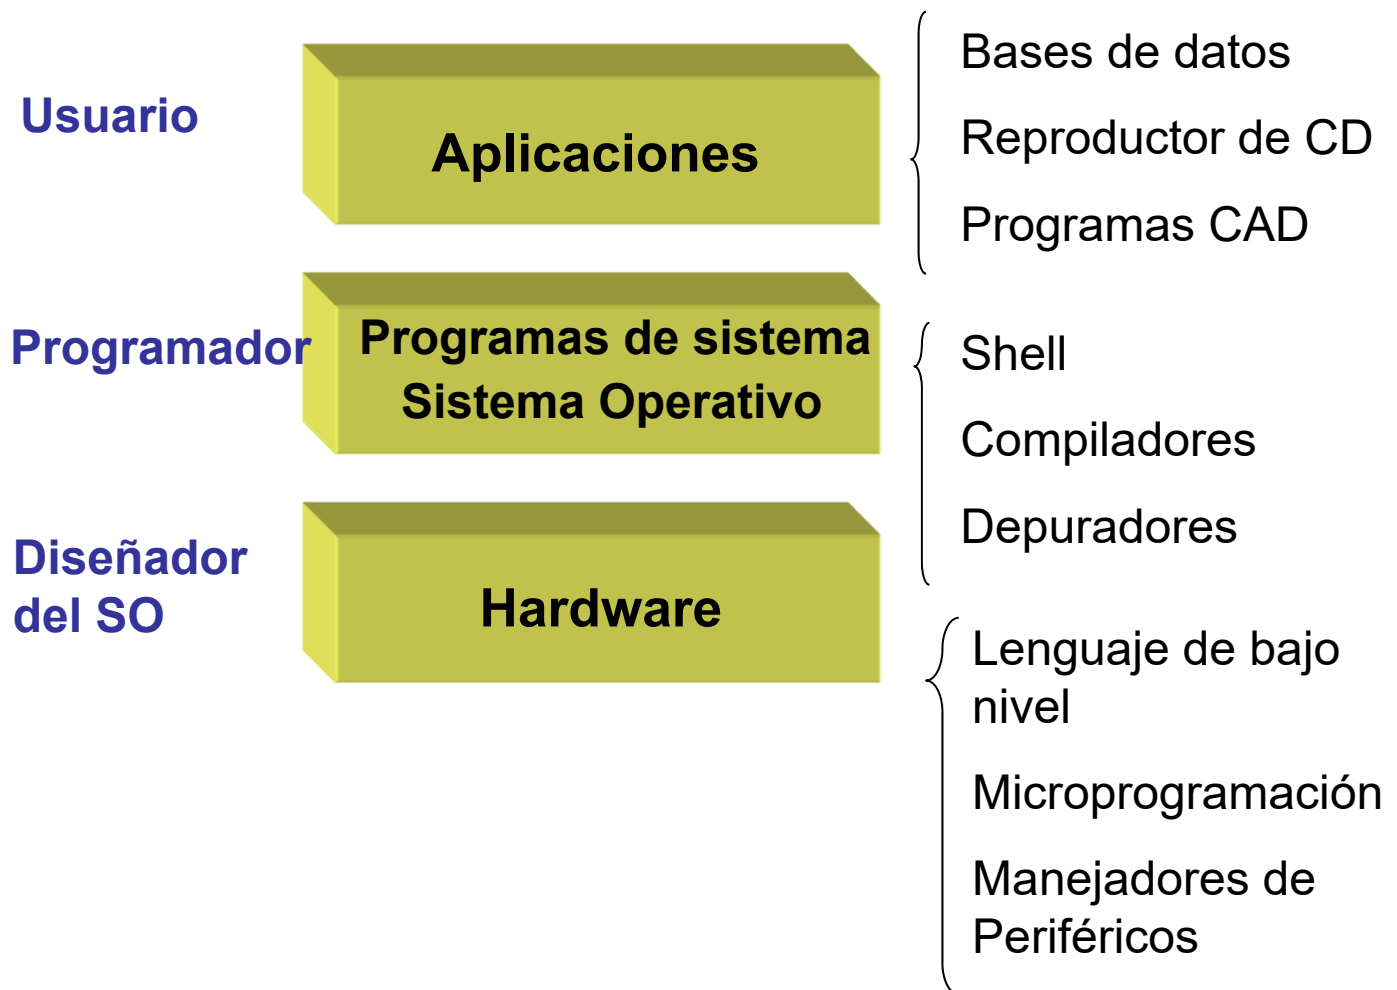 Usuario
Aplicaciones
Bases de datos
Reproductor de CD
Programas CAD
Programador
Programas de sistema
Sistema Operativo
Shell
Compiladores
Depuradores
Diseñador
del SO
Hardware
Lenguaje de bajo
nivel
Microprogramación
Manejadores de
Periféricos